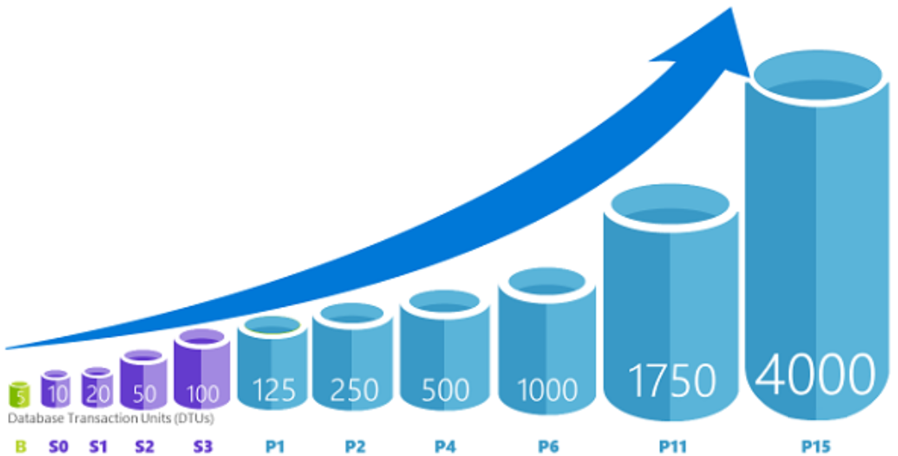 5 10 20 50 100 125 250 500 1000 1750 4000
Database Transaction Units (DTUs)
B S0 S1 S2 S3 P1 P2 P4 P6 P11 P15